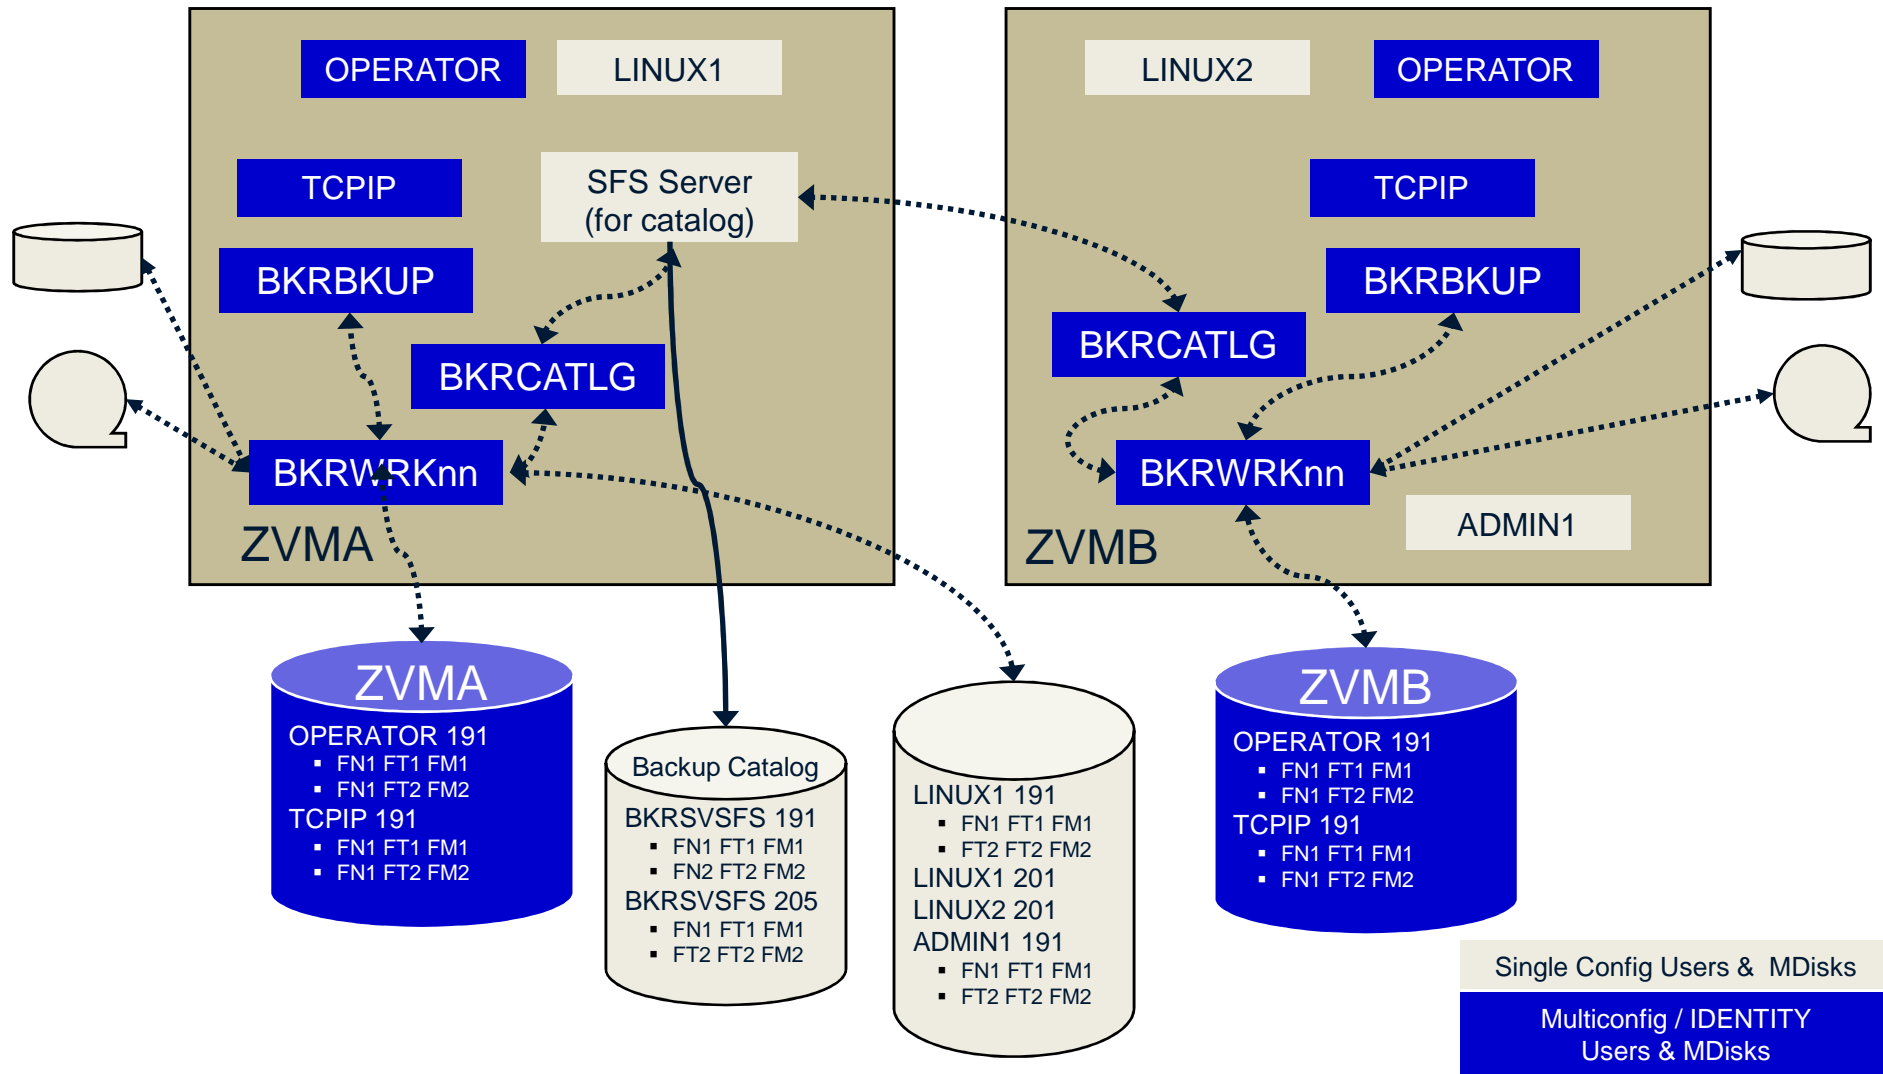 OPERATOR
LINUX1
TCPIP
SFS Server
(for catalog)
BKRBKUP
BKRCATLG
BKRWRKnn
ZVMA
LINUX2
OPERATOR
TCPIP
BKRBKUP
BKRCATLG
BKRWRKnn
ADMIN1
ZVMB
ZVMA
OPERATOR 191
▪ FN1 FT1 FM1
▪ FN1 FT2 FM2
TCPIP 191
▪ FN1 FT1 FM1
▪ FN1 FT2 FM2
Backup Catalog
BKRSVSFS 191
▪ FN1 FT1 FM1
▪ FN2 FT2 FM2
BKRSVSFS 205
▪ FN1 FT1 FM1
▪ FT2 FT2 FM2
LINUX1 191
▪ FN1 FT1 FM1
▪ FT2 FT2 FM2
LINUX1 201
LINUX2 201
ADMIN1 191
▪ FN1 FT1 FM1
▪ FT2 FT2 FM2
ZVMB
OPERATOR 191
▪ FN1 FT1 FM1
▪ FN1 FT2 FM2
TCPIP 191
▪ FN1 FT1 FM1
▪ FN1 FT2 FM2
Single Config Users & MDisks
Multiconfig / IDENTITY
Users & MDisks